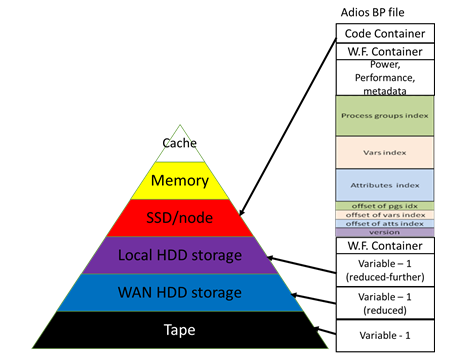 Adios BP file
Code Container
W.F. Container
Power,
Performance,
metadata
Process groups index
Vars index
Attributes index
offset of pgs idx
offset of vars index
offset of atts index
version
W.F. Container
Variable – 1
(reduced-further)
Variable – 1
(reduced)
Variable - 1
Cache
Memory
SSD/node
Local HDD storage
WAN HDD storage
Tape